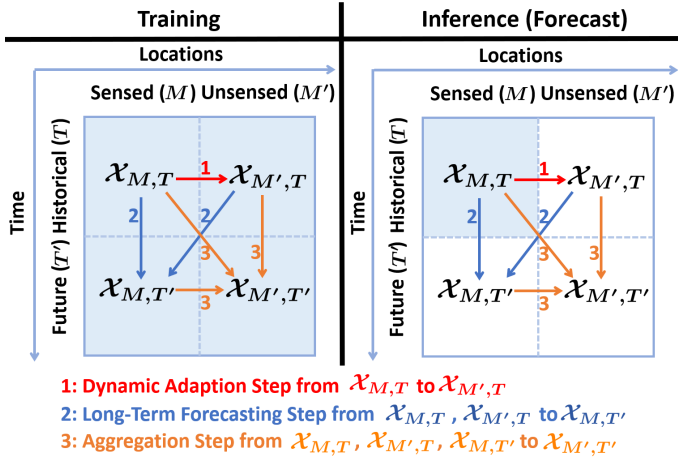 Training
Inference (Forecast)
Locations
Locations
Sensed (M) Unsensed (M′)
Sensed (M) Unsensed (M′)
Time
Future (T′) Historical (T)
Time
Future (T′) Historical (T)
𝒳M,T 1 𝒳M′,T
2 2
3 3
𝒳M,T′ 3 𝒳M′,T′
𝒳M,T 1 𝒳M′,T
2 2
3 3
𝒳M,T′ 3 𝒳M′,T′
1: Dynamic Adaption Step from 𝒳M,T to 𝒳M′,T
2: Long-Term Forecasting Step from 𝒳M,T , 𝒳M′,T to 𝒳M,T′
3: Aggregation Step from 𝒳M,T , 𝒳M′,T , 𝒳M,T′ to 𝒳M′,T′